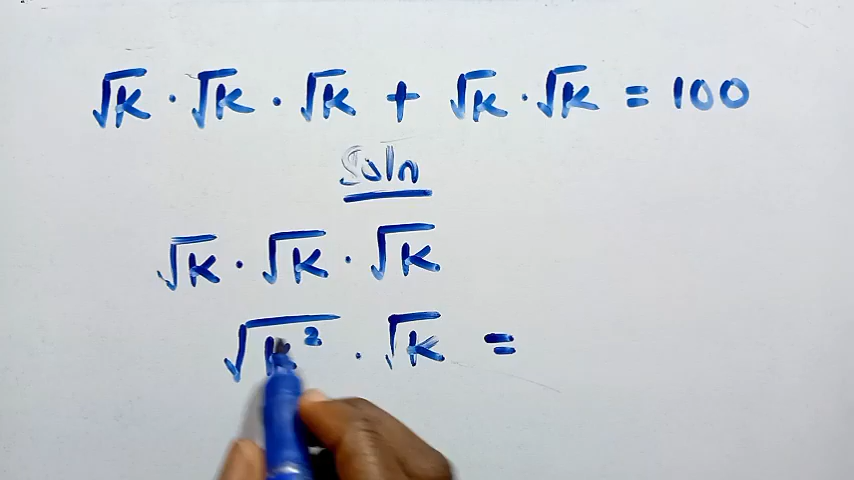 √K · √K · √K + √K · √K = 100
Soln
√K · √K · √K
√K² · √K =